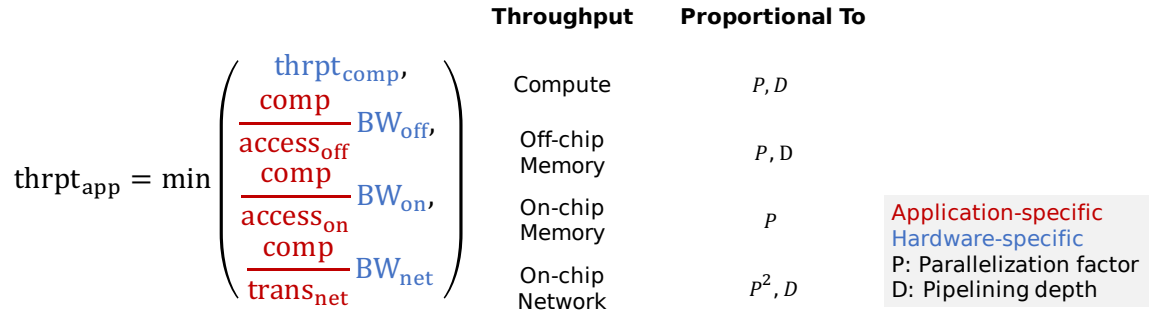 Throughput Proportional To
thrpt_app = min( thrpt_comp,
comp/access_off BW_off,
comp/access_on BW_on,
comp/trans_net BW_net )
Compute P, D
Off-chip
Memory
P, D
On-chip
Memory
P
On-chip
Network
P², D
Application-specific
Hardware-specific
P: Parallelization factor
D: Pipelining depth